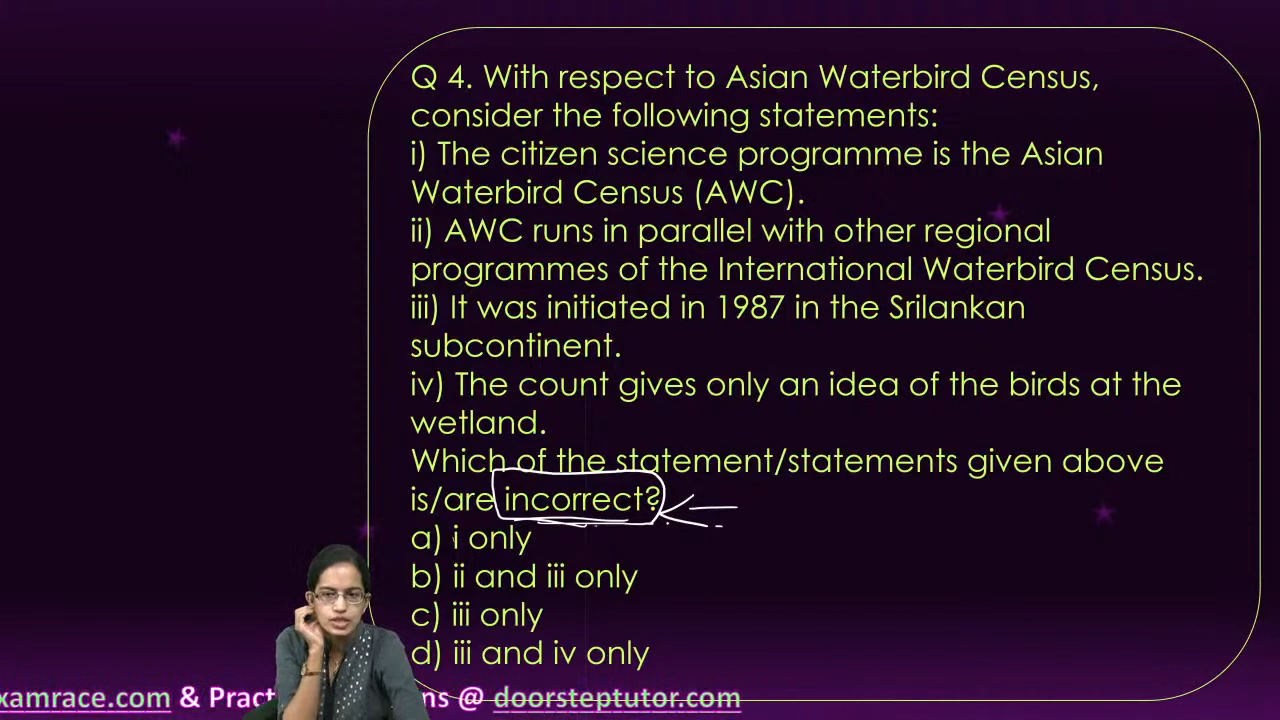 Q 4. With respect to Asian Waterbird Census,
consider the following statements:
i) The citizen science programme is the Asian
Waterbird Census (AWC).
ii) AWC runs in parallel with other regional
programmes of the International Waterbird Census.
iii) It was initiated in 1987 in the Srilankan
subcontinent.
iv) The count gives only an idea of the birds at the
wetland.
Which of the statement/statements given above
is/are incorrect?
a) i only
b) ii and iii only
c) iii only
d) iii and iv only
xamrace.com & Pract ns @ doorsteptutor.com